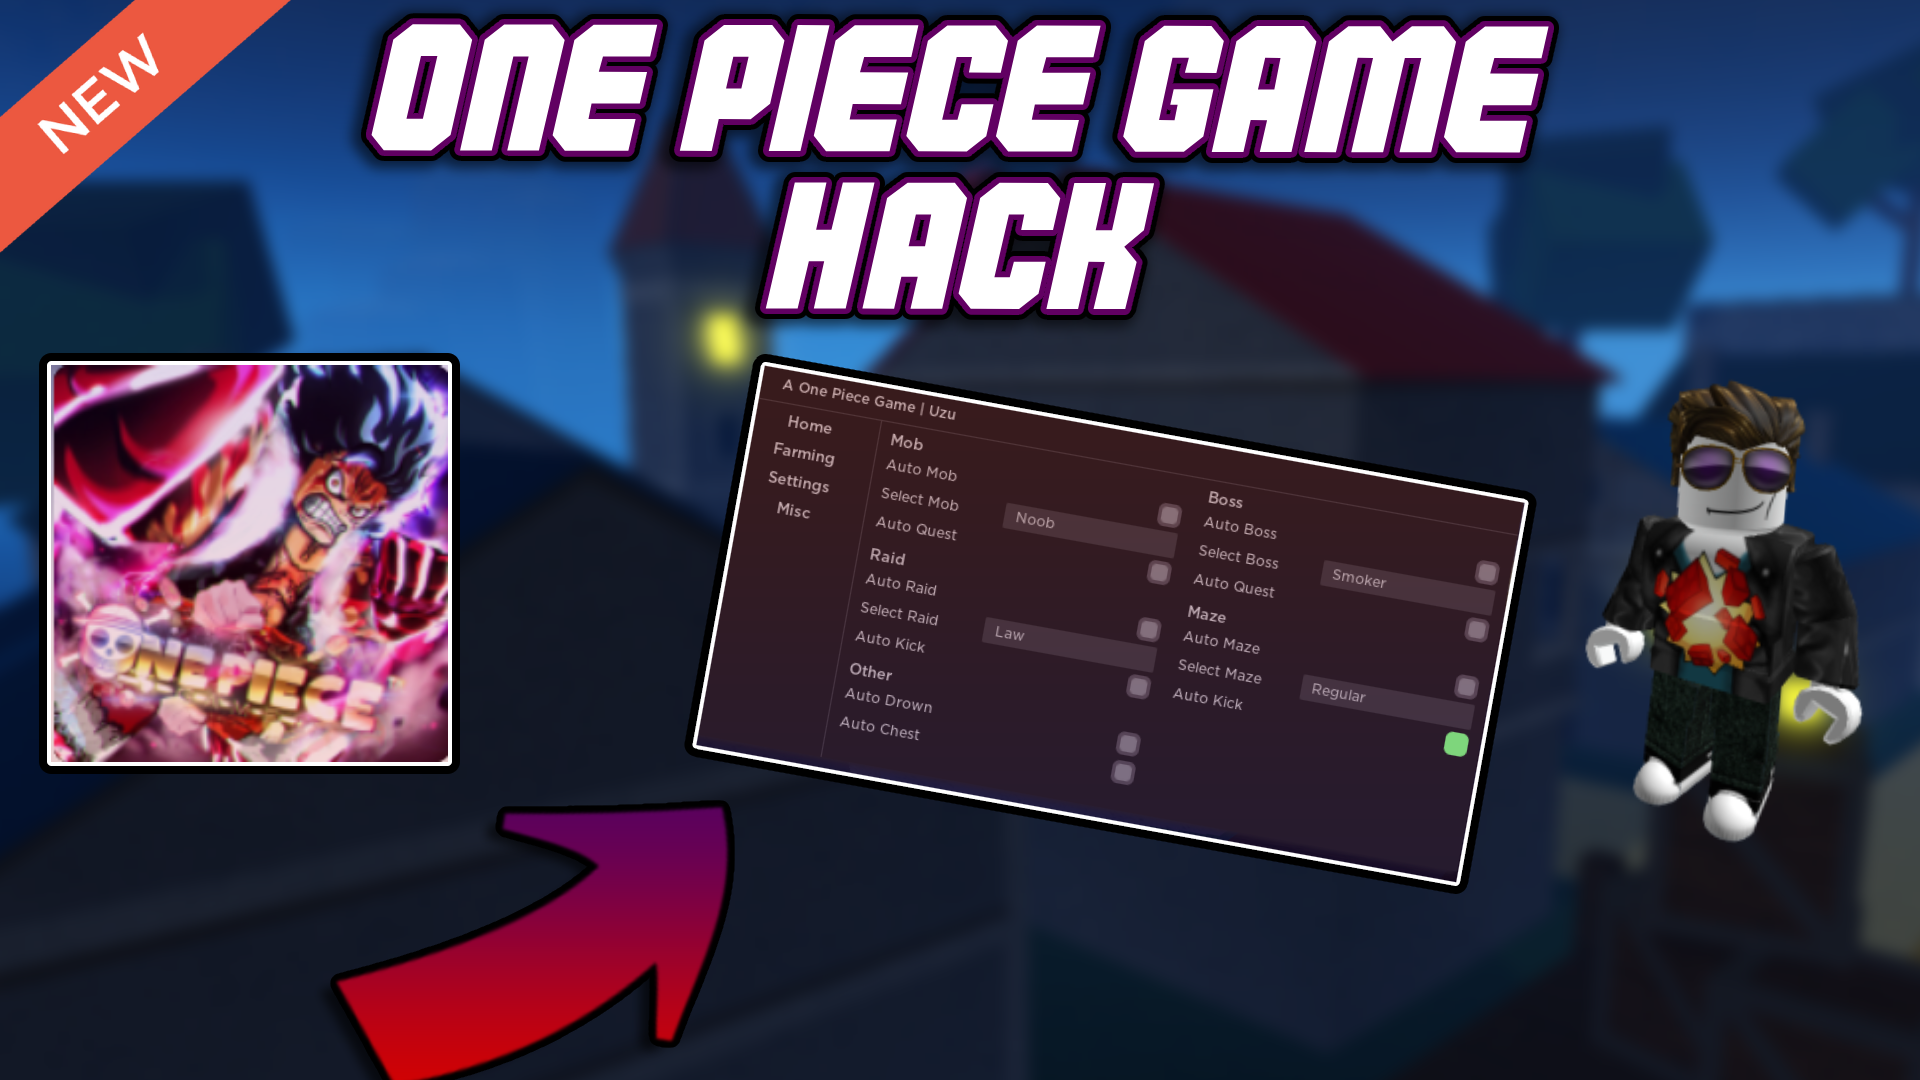 NEW
ONE PIECE GAME
HACK
ONE PIECE
A One Piece Game | Uzu
Home
Farming
Settings
Misc
Mob
Auto Mob
Select Mob
Noob
Auto Quest
Raid
Auto Raid
Select Raid
Law
Auto Kick
Other
Auto Drown
Auto Chest
Boss
Auto Boss
Select Boss
Smoker
Auto Quest
Maze
Auto Maze
Select Maze
Regular
Auto Kick